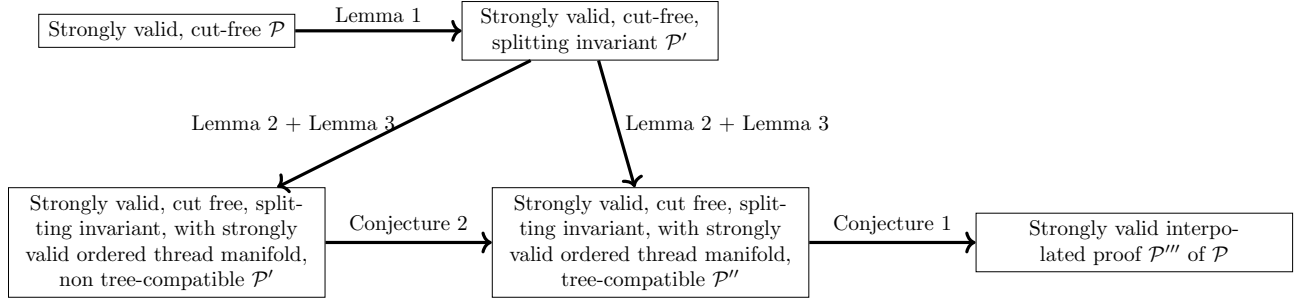 Strongly valid, cut-free 𝒫
Lemma 1
Strongly valid, cut-free,
splitting invariant 𝒫′
Lemma 2 + Lemma 3
Lemma 2 + Lemma 3
Strongly valid, cut free, split-
ting invariant, with strongly
valid ordered thread manifold,
non tree-compatible 𝒫′
Conjecture 2
Strongly valid, cut free, split-
ting invariant, with strongly
valid ordered thread manifold,
tree-compatible 𝒫′′
Conjecture 1
Strongly valid interpo-
lated proof 𝒫′′′ of 𝒫